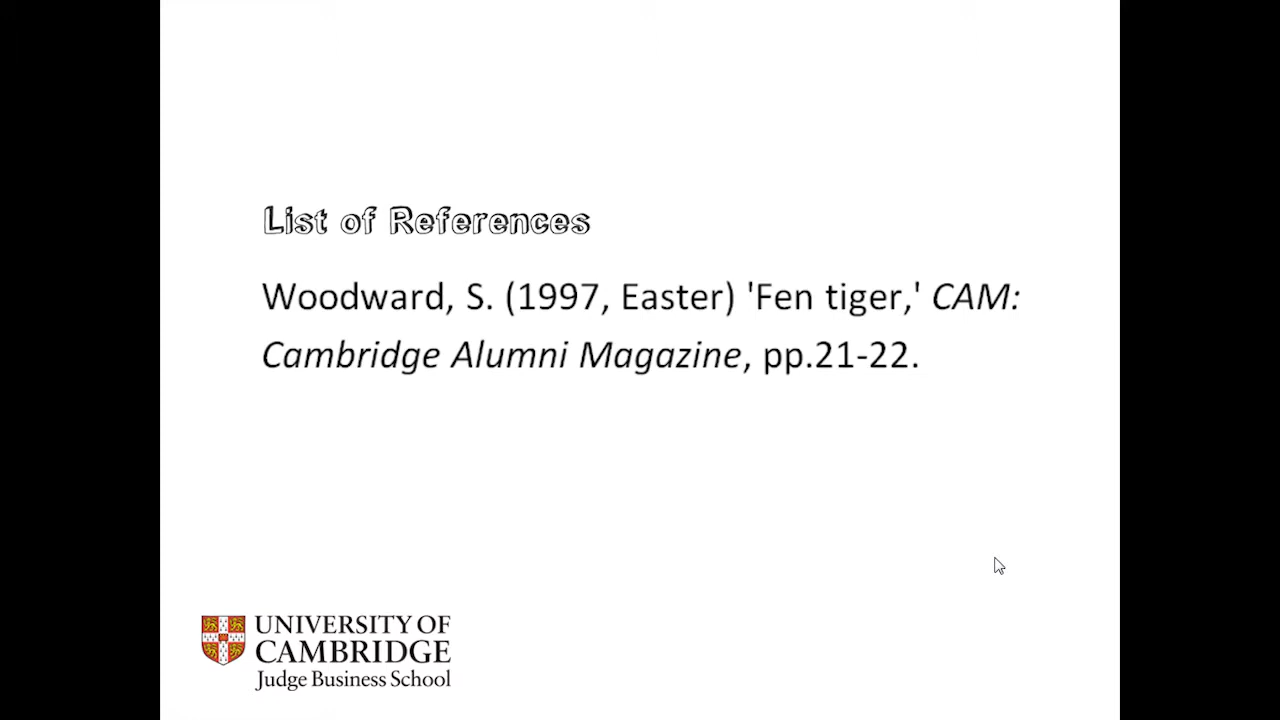 List of References
Woodward, S. (1997, Easter) 'Fen tiger,' CAM:
Cambridge Alumni Magazine, pp.21-22.
UNIVERSITY OF
CAMBRIDGE
Judge Business School